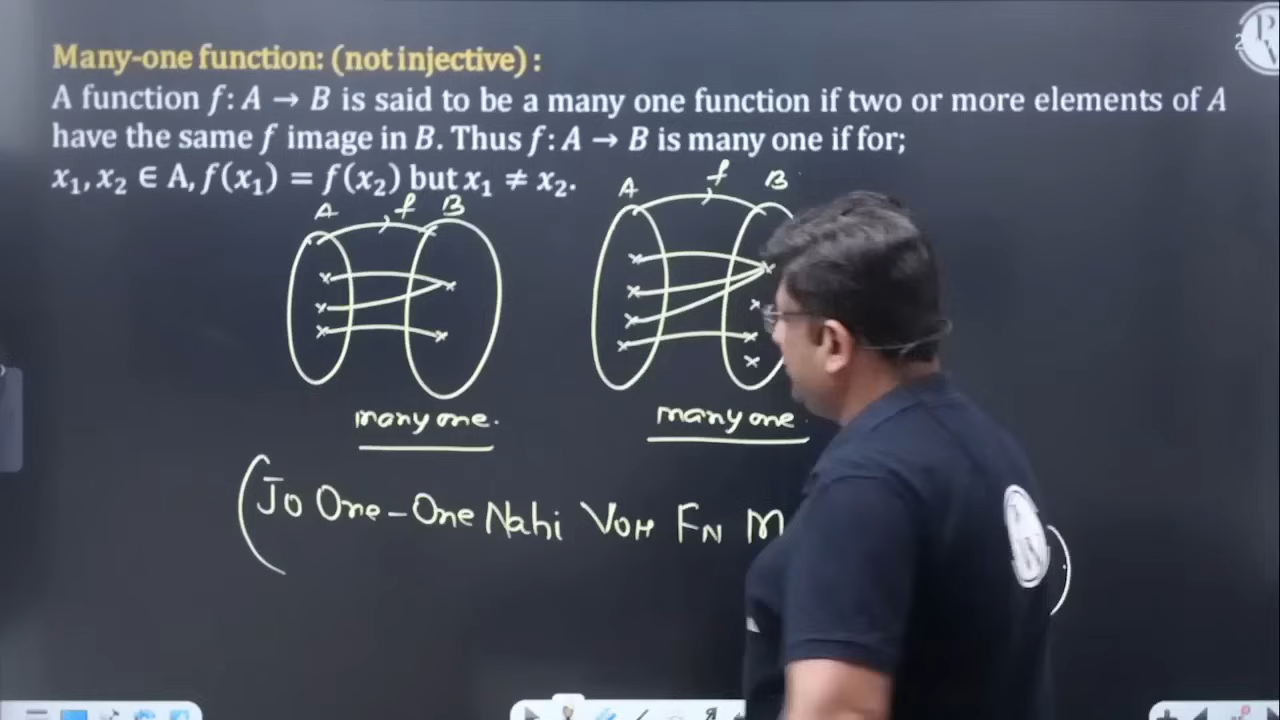 Many-one function: (not injective) :
A function f: A → B is said to be a many one function if two or more elements of A
have the same f image in B. Thus f: A → B is many one if for;
x₁, x₂ ∈ A, f(x₁) = f(x₂) but x₁ ≠ x₂.
A f B
A f B
many one.
many one.
(Jo One-One Nahi VOH FN )